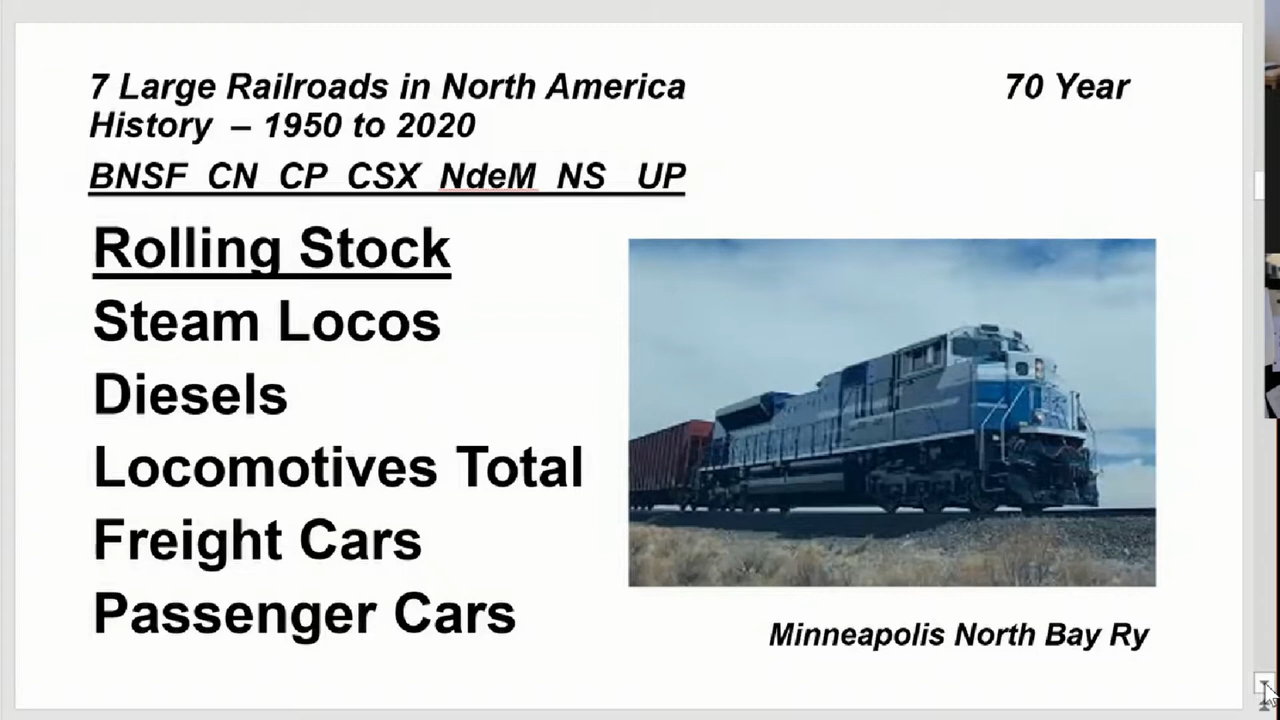 7 Large Railroads in North America 70 Year
History – 1950 to 2020
BNSF CN CP CSX NdeM NS UP
Rolling Stock
Steam Locos
Diesels
Locomotives Total
Freight Cars
Passenger Cars
Minneapolis North Bay Ry